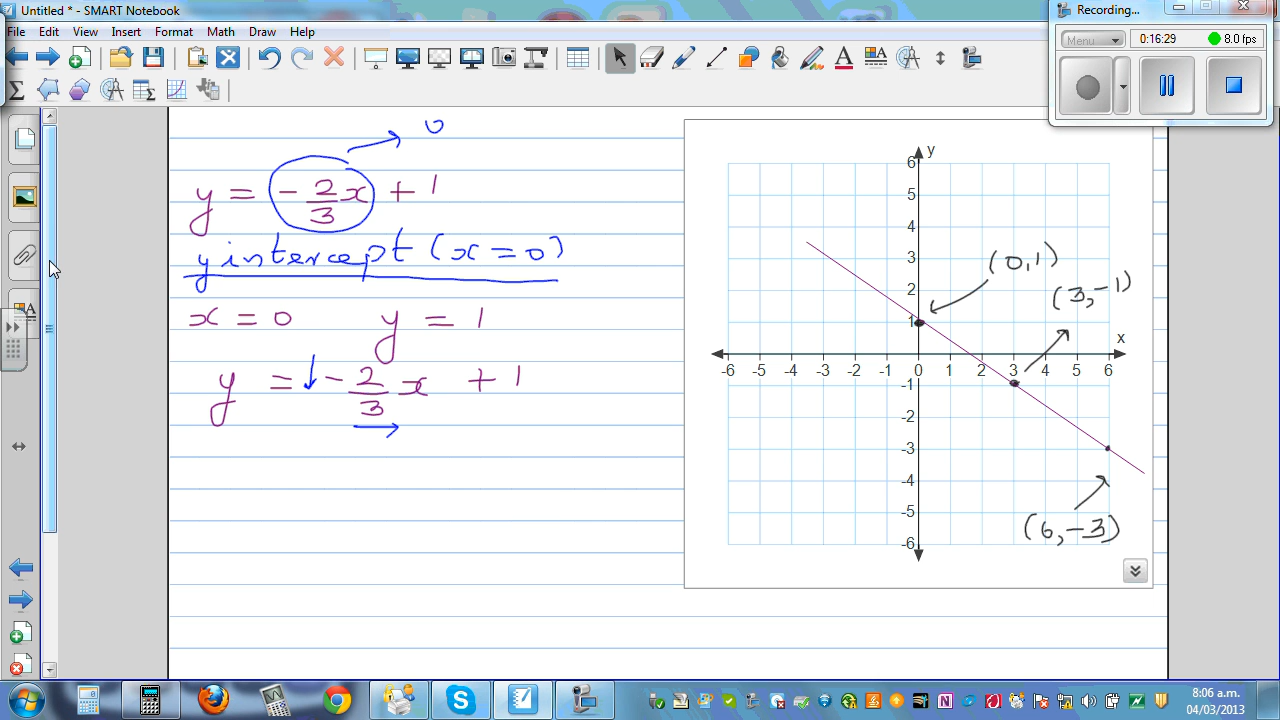 Untitled * - SMART Notebook
File Edit View Insert Format Math Draw Help
Recording...
Menu 0:16:29 8.0 fps
0
y = - 2/3 x + 1
y intercept (x = 0)
x = 0 y = 1
y = - 2/3 x + 1
y
6
5
4
3
2
1
-1
-2
-3
-4
-5
-6
x
-6 -5 -4 -3 -2 -1 0 1 2 3 4 5 6
(0,1)
(3,-1)
(6,-3)
8:06 a.m.
04/03/2013